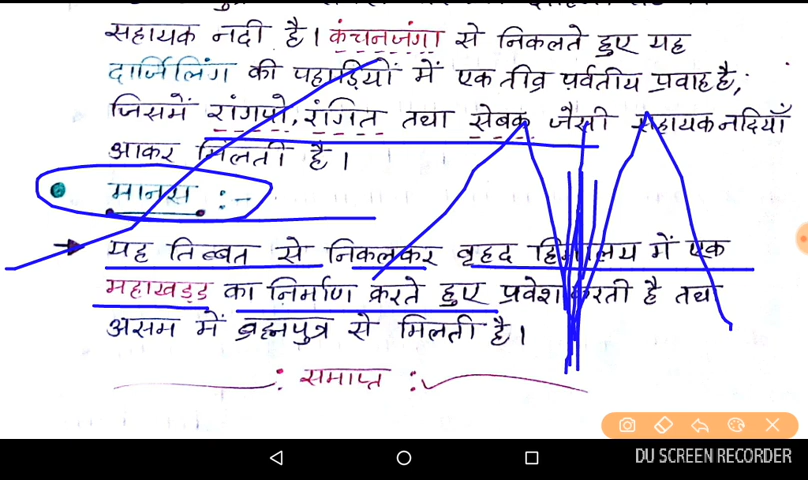 सहायक नदी है। कंचनजंगा से निकलते हुए यह
दार्जिलिंग की पहाड़ियों में एक तीव्र पर्वतीय प्रवाह है,
जिसमें रांगपो, रंगित तथा सेबक जैसी सहायक नदियाँ
आकर मिलती है।
मानस :-
यह तिब्बत से निकलकर वृहद हिमालय में एक
महाखड्ड का निर्माण करते हुए प्रवेश करती है तथा
असम में ब्रह्मपुत्र से मिलती है।
: समाप्त :
DU SCREEN RECORDER